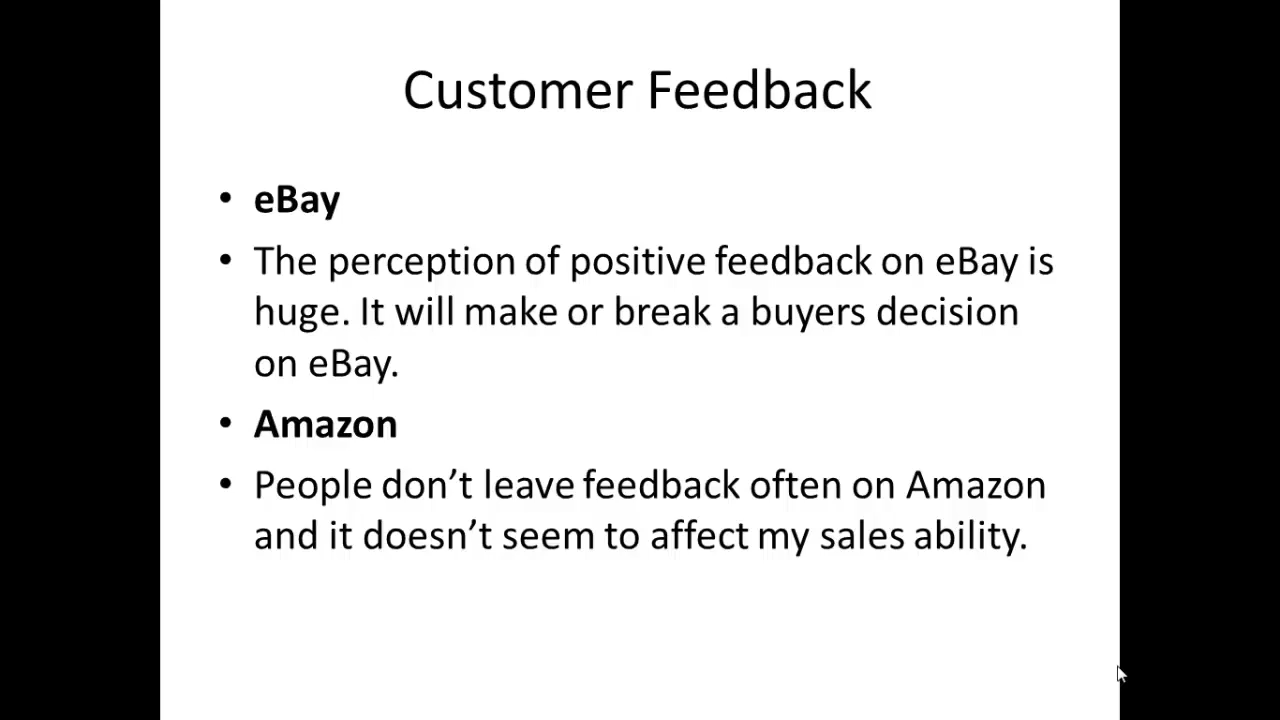 Customer Feedback
• eBay
• The perception of positive feedback on eBay is
huge. It will make or break a buyers decision
on eBay.
• Amazon
• People don’t leave feedback often on Amazon
and it doesn’t seem to affect my sales ability.